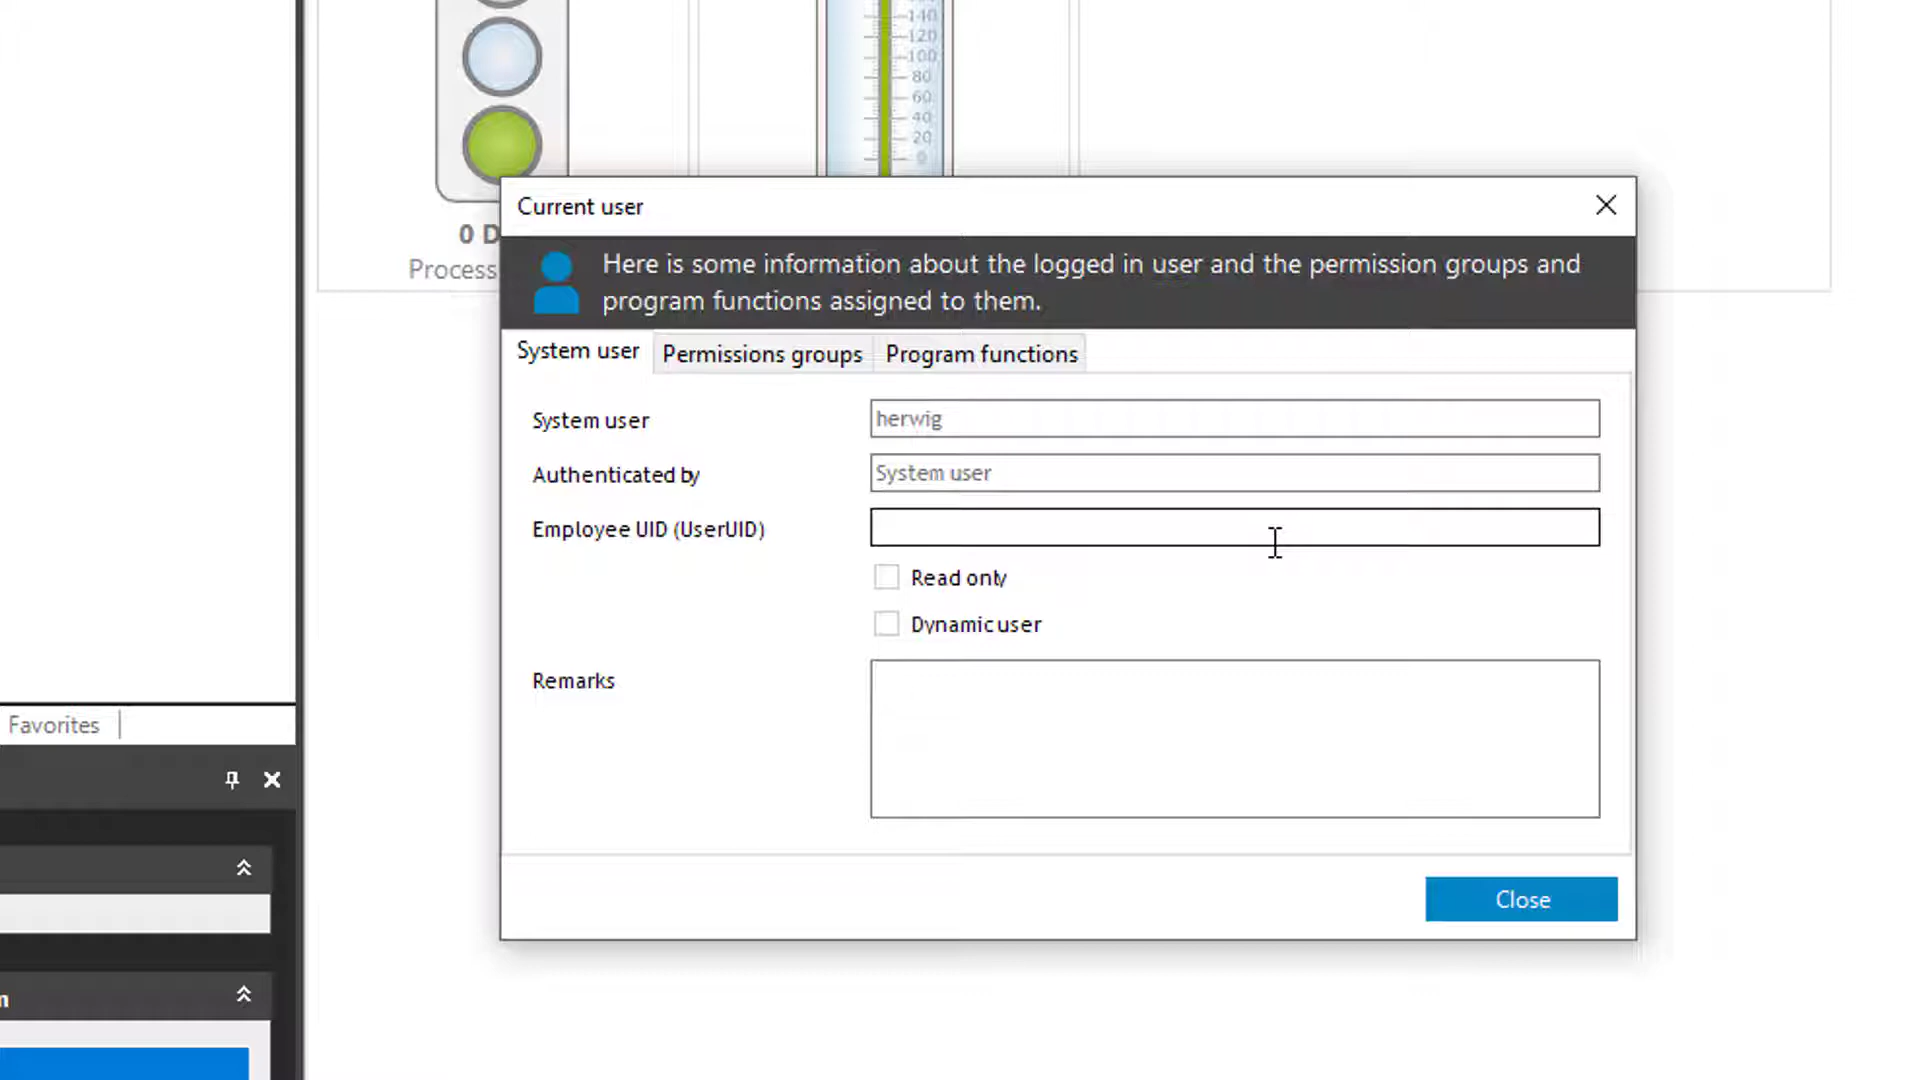 140
120
100
80
60
40
20
0
0 D
Process
Current user
Here is some information about the logged in user and the permission groups and
program functions assigned to them.
System user
Permissions groups
Program functions
System user
herwig
Authenticated by
System user
Employee UID (UserUID)
Read only
Dynamic user
Remarks
Close
Favorites